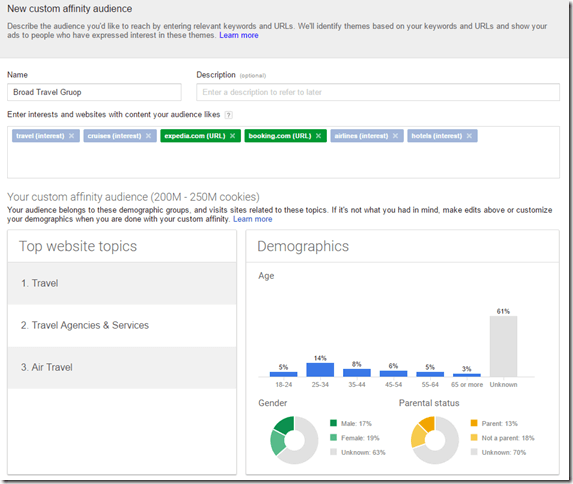 New custom affinity audience
Describe the audience you'd like to reach by entering relevant keywords and URLs. We'll identify themes based on your keywords and URLs and show your
ads to people who have expressed interest in these themes. Learn more
Name
Description (optional)
Broad Travel Gruop
Enter a description to refer to later
Enter interests and websites with content your audience likes ?
travel (interest) ×
cruises (interest) ×
expedia.com (URL) ×
booking.com (URL) ×
airlines (interest) ×
hotels (interest) ×
Your custom affinity audience (200M - 250M cookies)
Your audience belongs to these demographic groups, and visits sites related to these topics. If it's not what you had in mind, make edits above or customize
your demographics when you are done with your custom affinity. Learn more
Top website topics
1. Travel
2. Travel Agencies & Services
3. Air Travel
Demographics
Age
5% 14% 8% 6% 5% 3% 61%
18-24 25-34 35-44 45-54 55-64 65 or more Unknown
Gender
Male: 17%
Female: 19%
Unknown: 63%
Parental status
Parent: 13%
Not a parent: 18%
Unknown: 70%